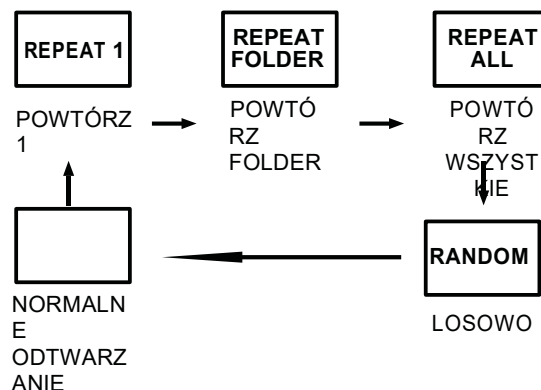 REPEAT 1
POWTÓRZ
1
REPEAT
FOLDER
POWTÓ
RZ
FOLDER
REPEAT
ALL
POWTÓ
RZ
WSZYST
KIE
RANDOM
LOSOWO
NORMALN
E
ODTWARZ
ANIE